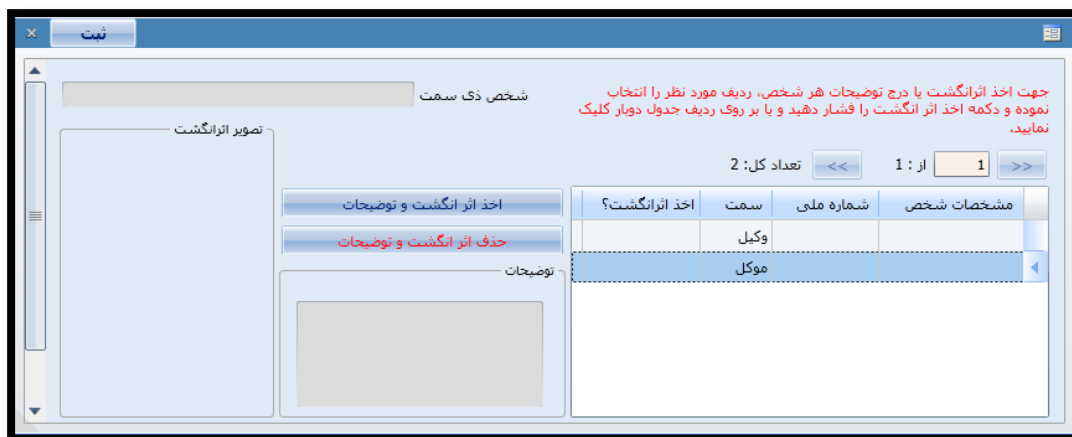 ثبت
جهت اخذ اثرانگشت یا درج توضیحات هر شخص، ردیف مورد نظر را انتخاب
نموده و دکمه اخذ اثر انگشت را فشار دهید و یا بر روی ردیف جدول دوبار کلیک
نمایید.
<< 1 از : 1 >> تعداد کل: 2
مشخصات شخص شماره ملی سمت اخذ اثرانگشت؟
وکیل
موکل
شخص ذی سمت
اخذ اثر انگشت و توضیحات
حذف اثر انگشت و توضیحات
توضیحات
تصویر اثرانگشت